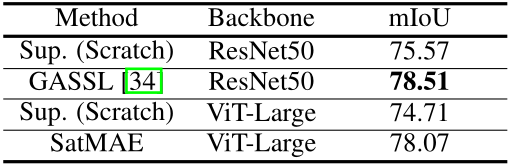 Method Backbone mIoU
Sup. (Scratch) ResNet50 75.57
GASSL [34] ResNet50 78.51
Sup. (Scratch) ViT-Large 74.71
SatMAE ViT-Large 78.07